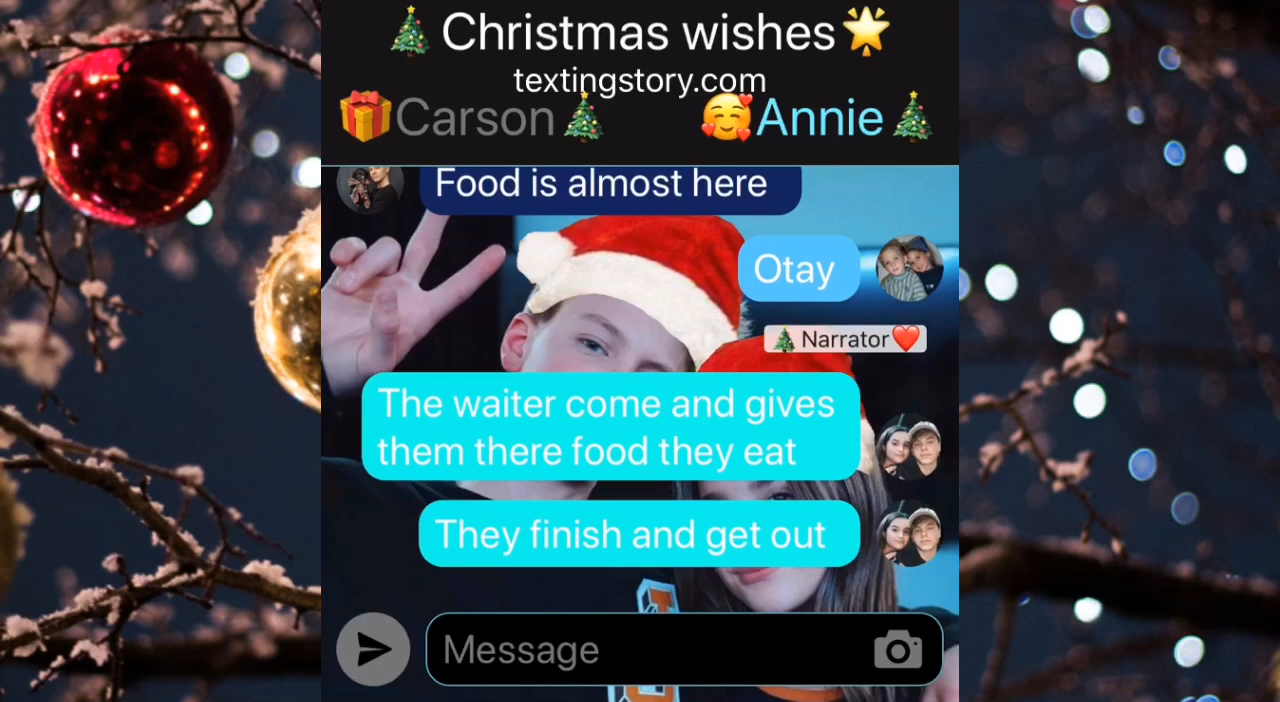 🎄Christmas wishes🌟
textingstory.com
🎁Carson🎄 🥰Annie🎄
Food is almost here
Otay
🎄Narrator❤️
The waiter come and gives
them there food they eat
They finish and get out
Message